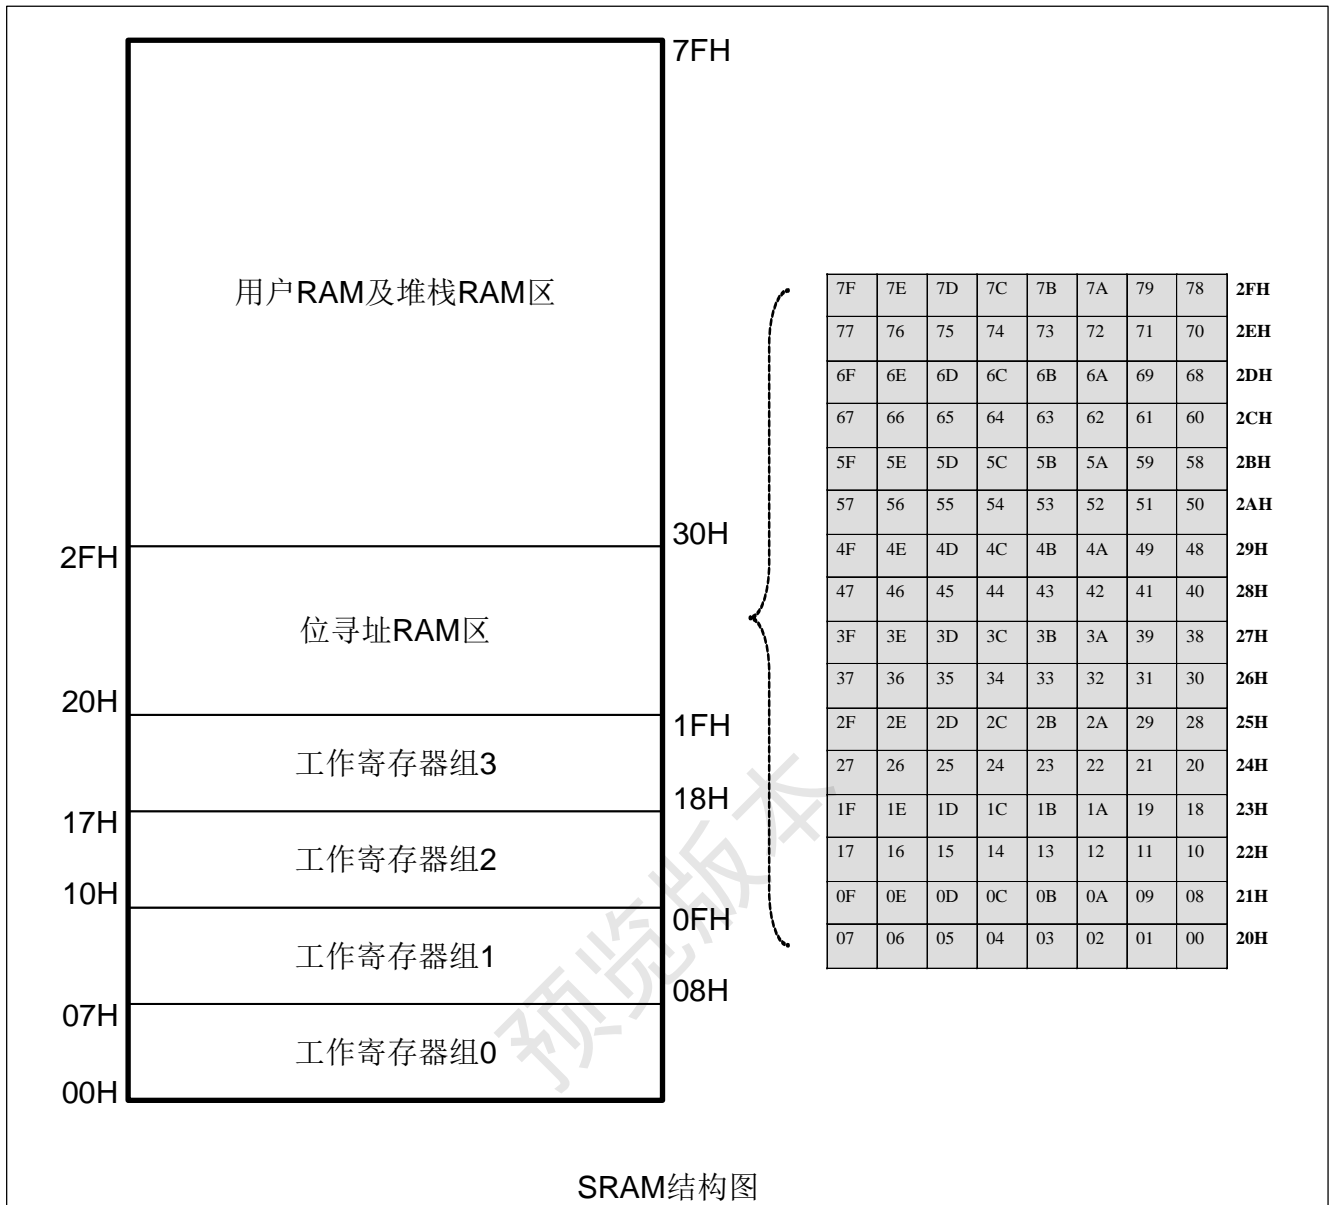 7FH
用户RAM及堆栈RAM区
30H
2FH
位寻址RAM区
20H
1FH
工作寄存器组3
18H
17H
工作寄存器组2
10H
0FH
工作寄存器组1
08H
07H
工作寄存器组0
00H
7F 7E 7D 7C 7B 7A 79 78 2FH
77 76 75 74 73 72 71 70 2EH
6F 6E 6D 6C 6B 6A 69 68 2DH
67 66 65 64 63 62 61 60 2CH
5F 5E 5D 5C 5B 5A 59 58 2BH
57 56 55 54 53 52 51 50 2AH
4F 4E 4D 4C 4B 4A 49 48 29H
47 46 45 44 43 42 41 40 28H
3F 3E 3D 3C 3B 3A 39 38 27H
37 36 35 34 33 32 31 30 26H
2F 2E 2D 2C 2B 2A 29 28 25H
27 26 25 24 23 22 21 20 24H
1F 1E 1D 1C 1B 1A 19 18 23H
17 16 15 14 13 12 11 10 22H
0F 0E 0D 0C 0B 0A 09 08 21H
07 06 05 04 03 02 01 00 20H
预览版本
SRAM结构图